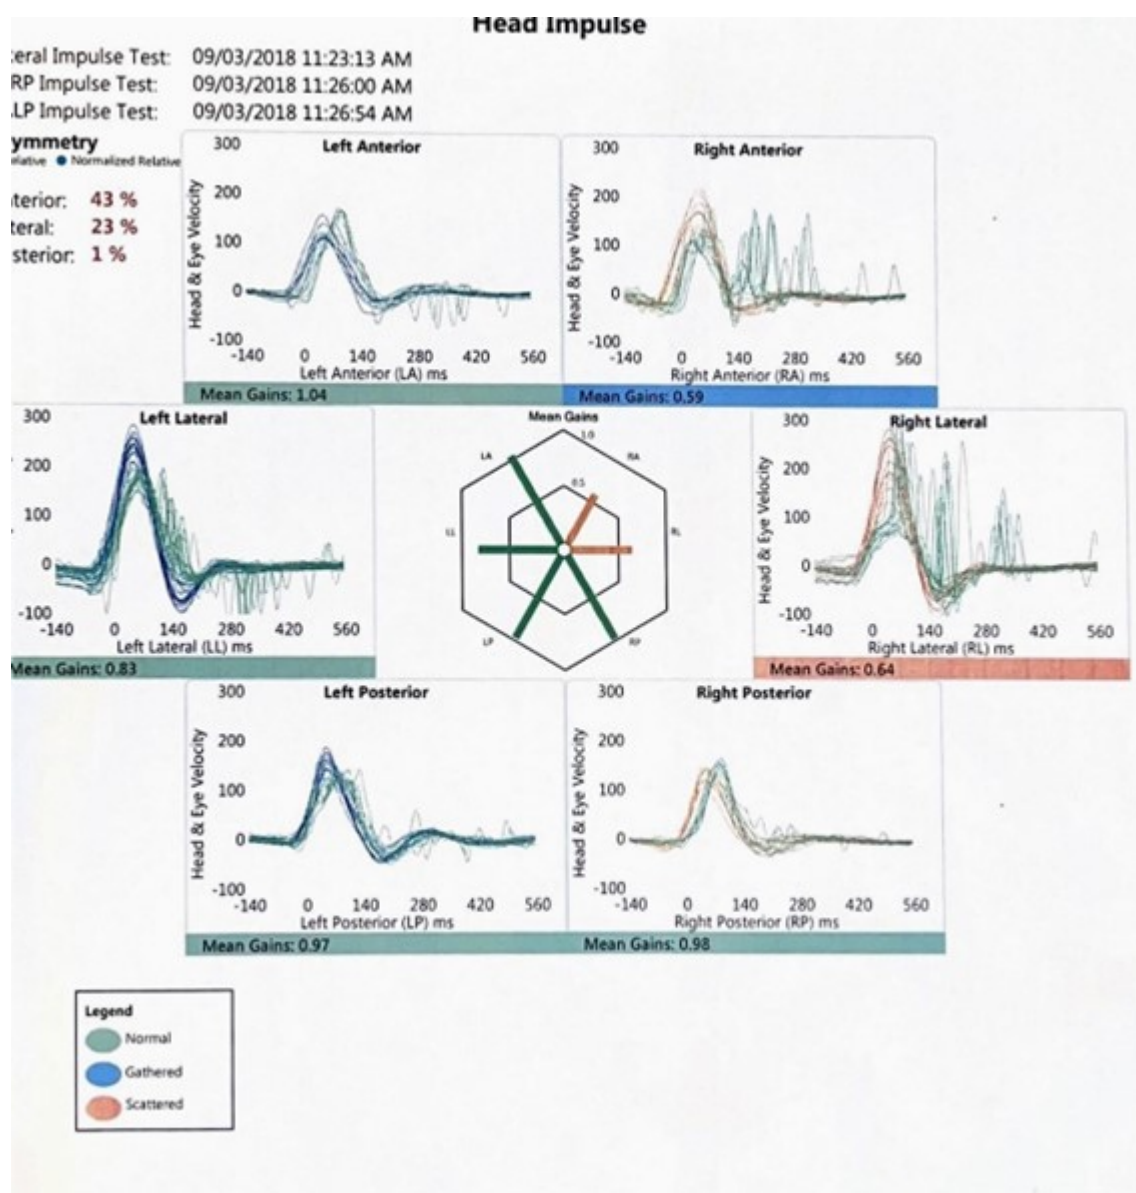 Head Impulse
eral Impulse Test: 09/03/2018 11:23:13 AM
RP Impulse Test: 09/03/2018 11:26:00 AM
LP Impulse Test: 09/03/2018 11:26:54 AM
ymmetry
elative Normalized Relative
terior: 43 %
teral: 23 %
sterior: 1 %
Left Anterior
300
200
100
0
-100
Head & Eye Velocity
-140 0 140 280 420 560
Left Anterior (LA) ms
Mean Gains: 1.04
Right Anterior
300
200
100
0
-100
Head & Eye Velocity
-140 0 140 280 420 560
Right Anterior (RA) ms
Mean Gains: 0.59
Left Lateral
300
200
100
0
-100
-140 0 140 280 420 560
Left Lateral (LL) ms
Mean Gains: 0.83
Mean Gains
1.0
LA RA
0.5
LL RL
LP RP
Right Lateral
300
200
100
0
-100
Head & Eye Velocity
-140 0 140 280 420 560
Right Lateral (RL) ms
Mean Gains: 0.64
Left Posterior
300
200
100
0
-100
Head & Eye Velocity
-140 0 140 280 420 560
Left Posterior (LP) ms
Mean Gains: 0.97
Right Posterior
300
200
100
0
-100
Head & Eye Velocity
-140 0 140 280 420 560
Right Posterior (RP) ms
Mean Gains: 0.98
Legend
Normal
Gathered
Scattered